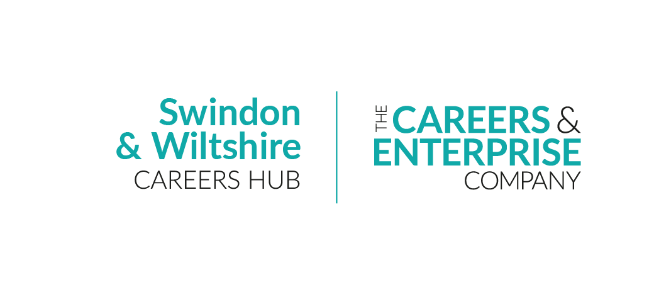 Swindon
& Wiltshire
CAREERS HUB
THE
CAREERS &
ENTERPRISE
COMPANY